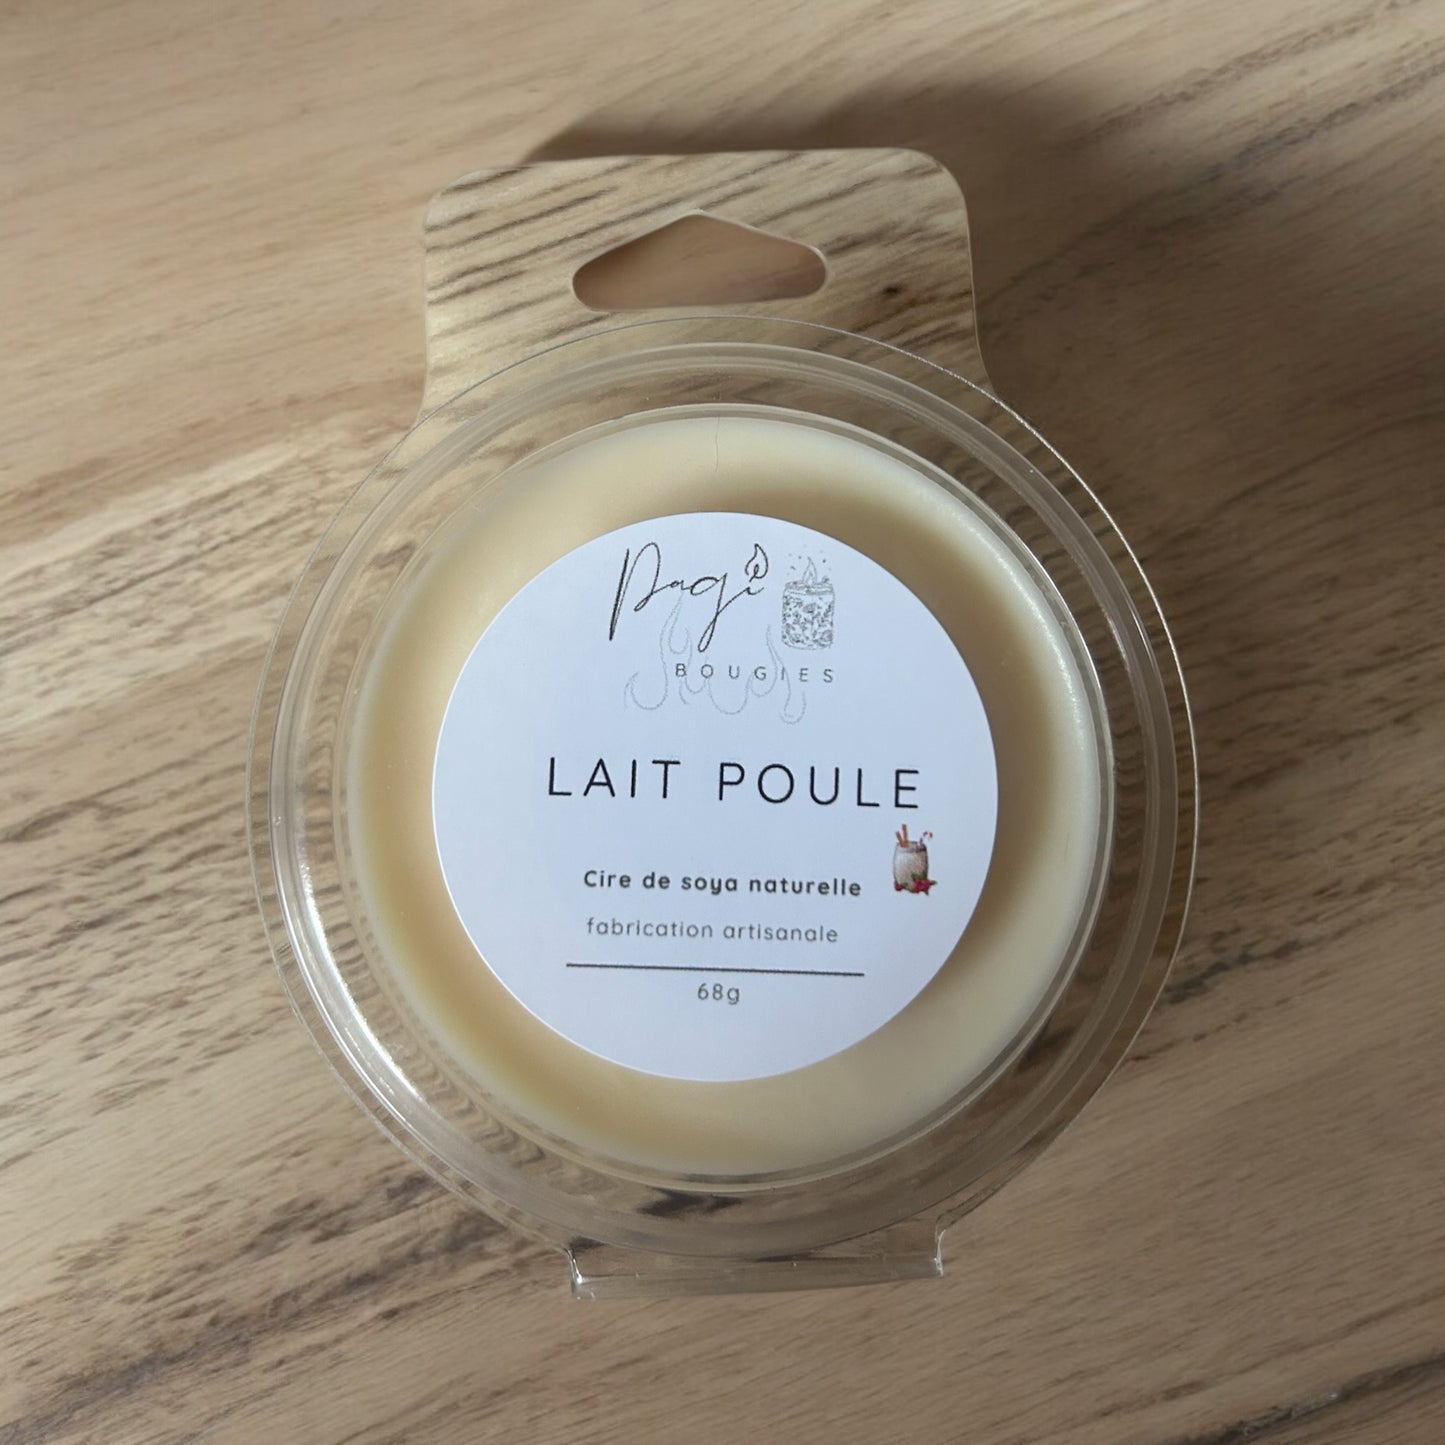 Pagi
BOUGIES
LAIT POULE
Cire de soya naturelle
fabrication artisanale
68g